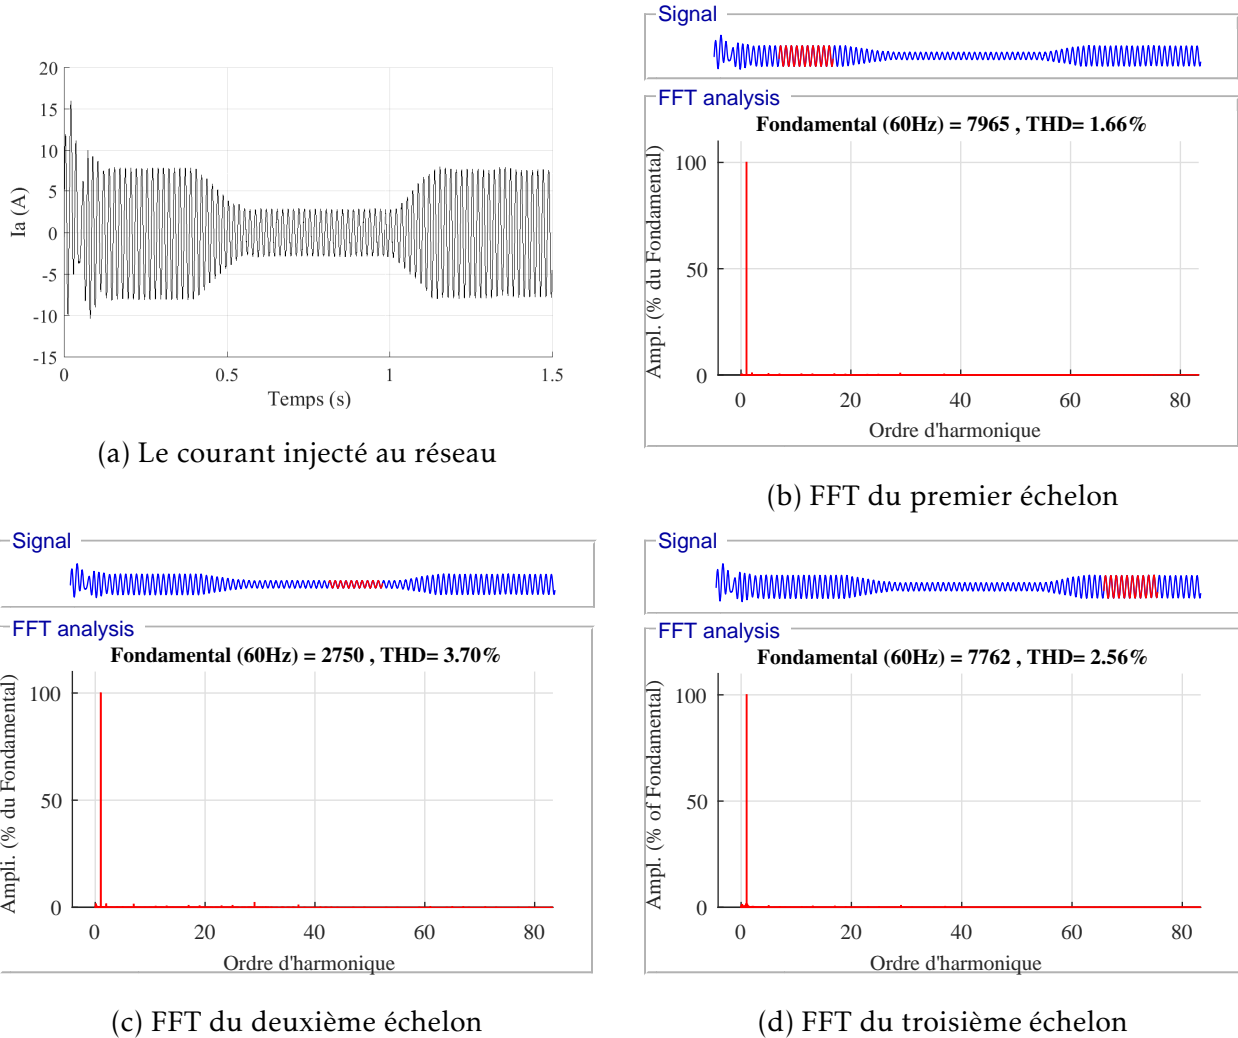 20
15
10
5
0
-5
-10
-15
Ia (A)
0
0.5
1
1.5
Temps (s)
(a) Le courant injecté au réseau
Signal
FFT analysis
Fondamental (60Hz) = 7965 , THD= 1.66%
Ampl. (% du Fondamental)
100
50
0
0
20
40
60
80
Ordre d'harmonique
(b) FFT du premier échelon
Signal
FFT analysis
Fondamental (60Hz) = 2750 , THD= 3.70%
Ampli. (% du Fondamental)
100
50
0
0
20
40
60
80
Ordre d'harmonique
(c) FFT du deuxième échelon
Signal
FFT analysis
Fondamental (60Hz) = 7762 , THD= 2.56%
Ampl. (% of Fondamental)
100
50
0
0
20
40
60
80
Ordre d'harmonique
(d) FFT du troisième échelon